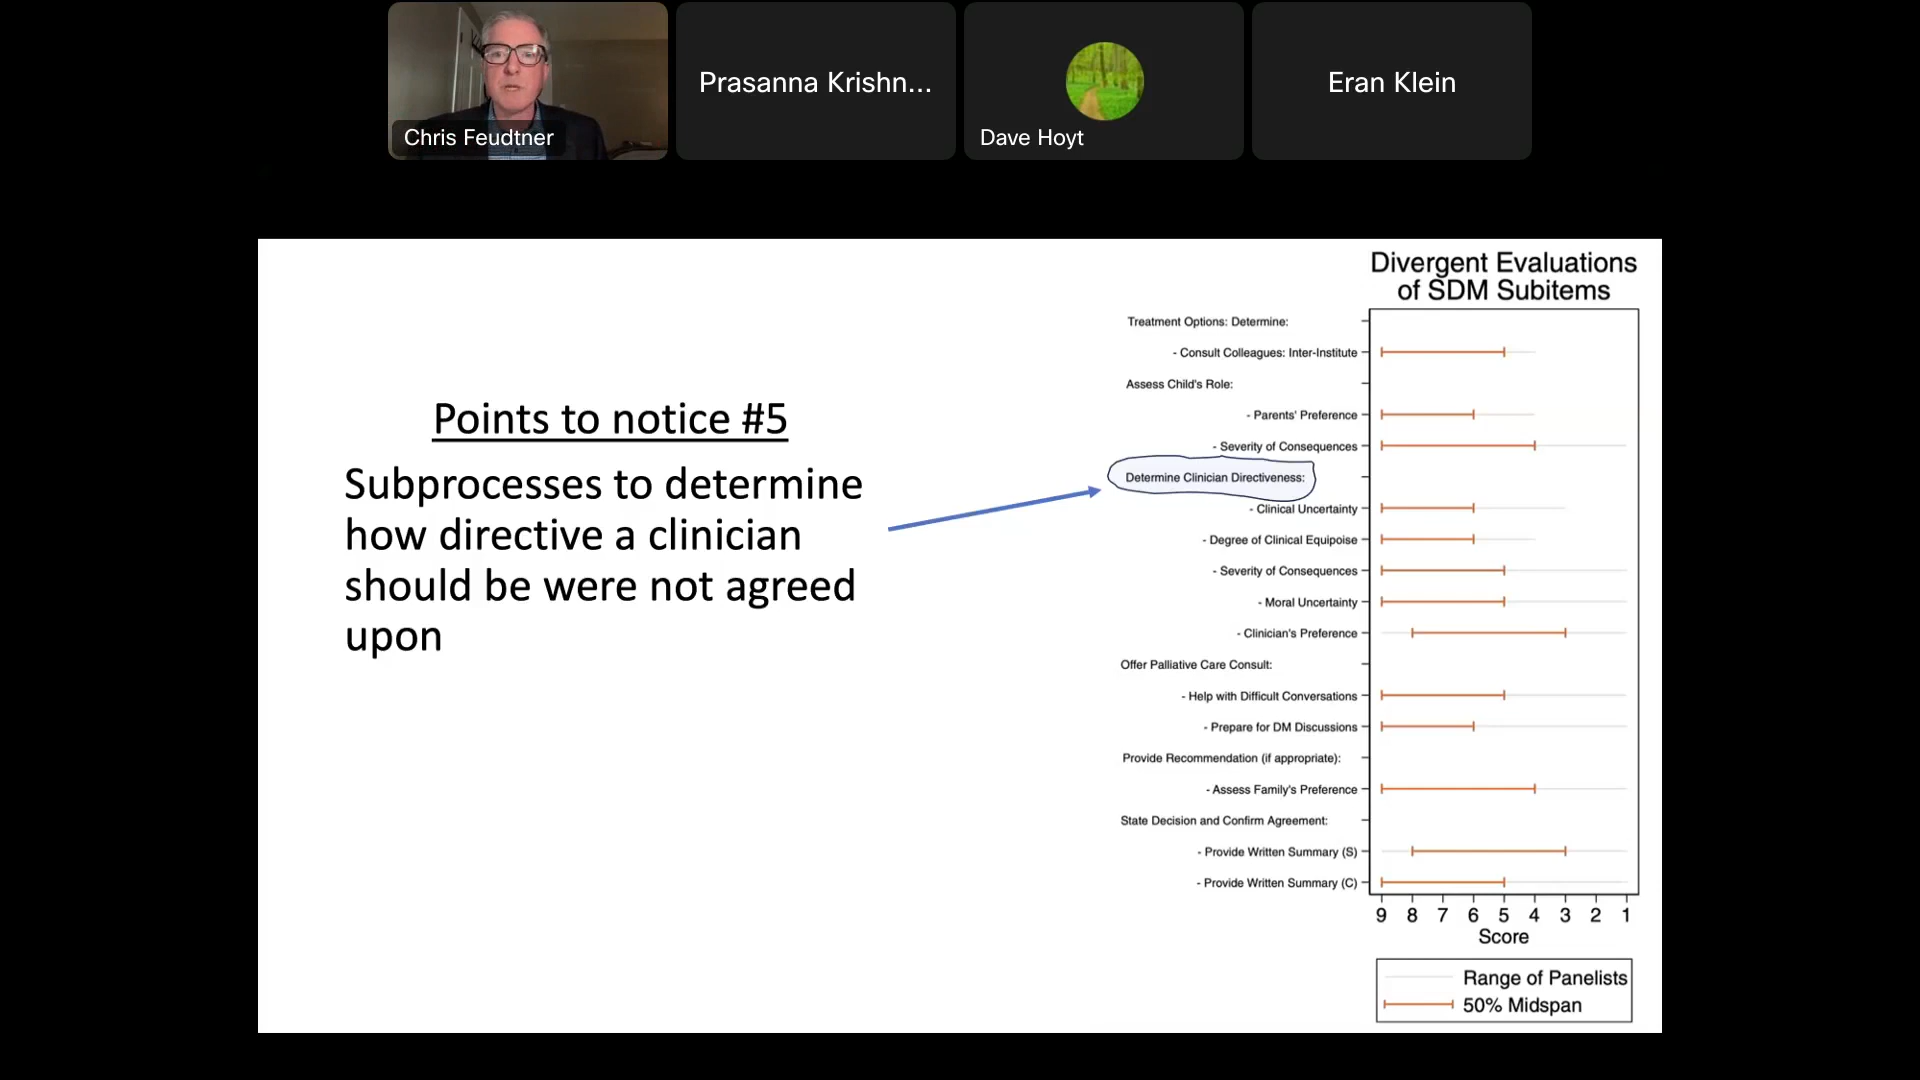 Chris Feudtner
Prasanna Krishn...
Dave Hoyt
Eran Klein
Points to notice #5
Subprocesses to determine
how directive a clinician
should be were not agreed
upon
Divergent Evaluations
of SDM Subitems
Treatment Options: Determine:
- Consult Colleagues: Inter-Institute
Assess Child's Role:
- Parents' Preference
- Severity of Consequences
Determine Clinician Directiveness:
- Clinical Uncertainty
- Degree of Clinical Equipoise
- Severity of Consequences
- Moral Uncertainty
- Clinician's Preference
Offer Palliative Care Consult:
- Help with Difficult Conversations
- Prepare for DM Discussions
Provide Recommendation (if appropriate):
- Assess Family's Preference
State Decision and Confirm Agreement:
- Provide Written Summary (S)
- Provide Written Summary (C)
9 8 7 6 5 4 3 2 1
Score
Range of Panelists
50% Midspan